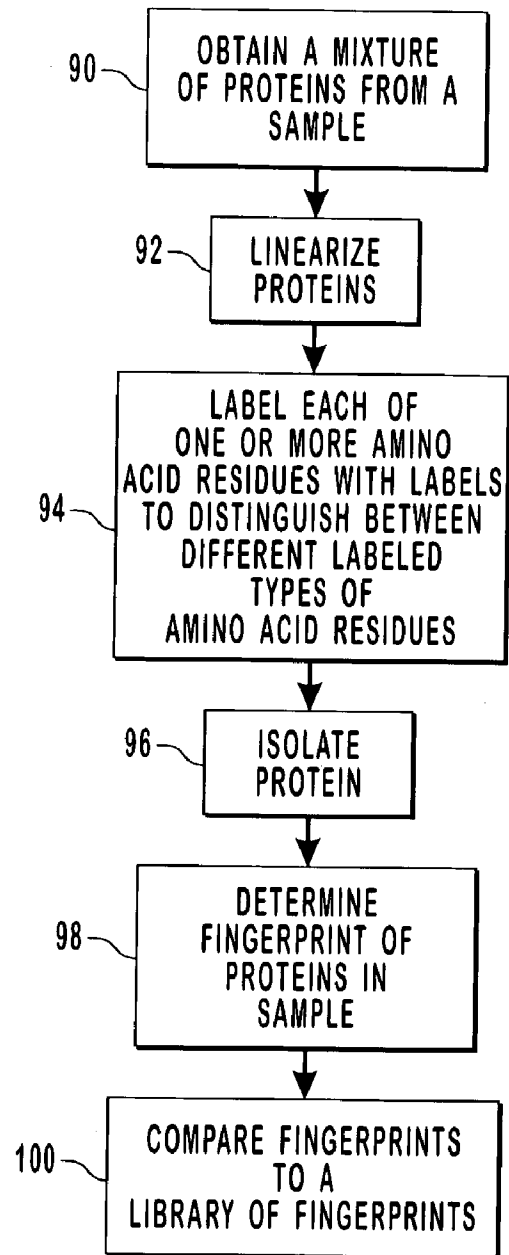 90
OBTAIN A MIXTURE
OF PROTEINS FROM A
SAMPLE
92
LINEARIZE
PROTEINS
94
LABEL EACH OF
ONE OR MORE AMINO
ACID RESIDUES WITH LABELS
TO DISTINGUISH BETWEEN
DIFFERENT LABELED
TYPES OF
AMINO ACID RESIDUES
96
ISOLATE
PROTEIN
98
DETERMINE
FINGERPRINT OF
PROTEINS IN
SAMPLE
100
COMPARE FINGERPRINTS
TO A
LIBRARY OF FINGERPRINTS